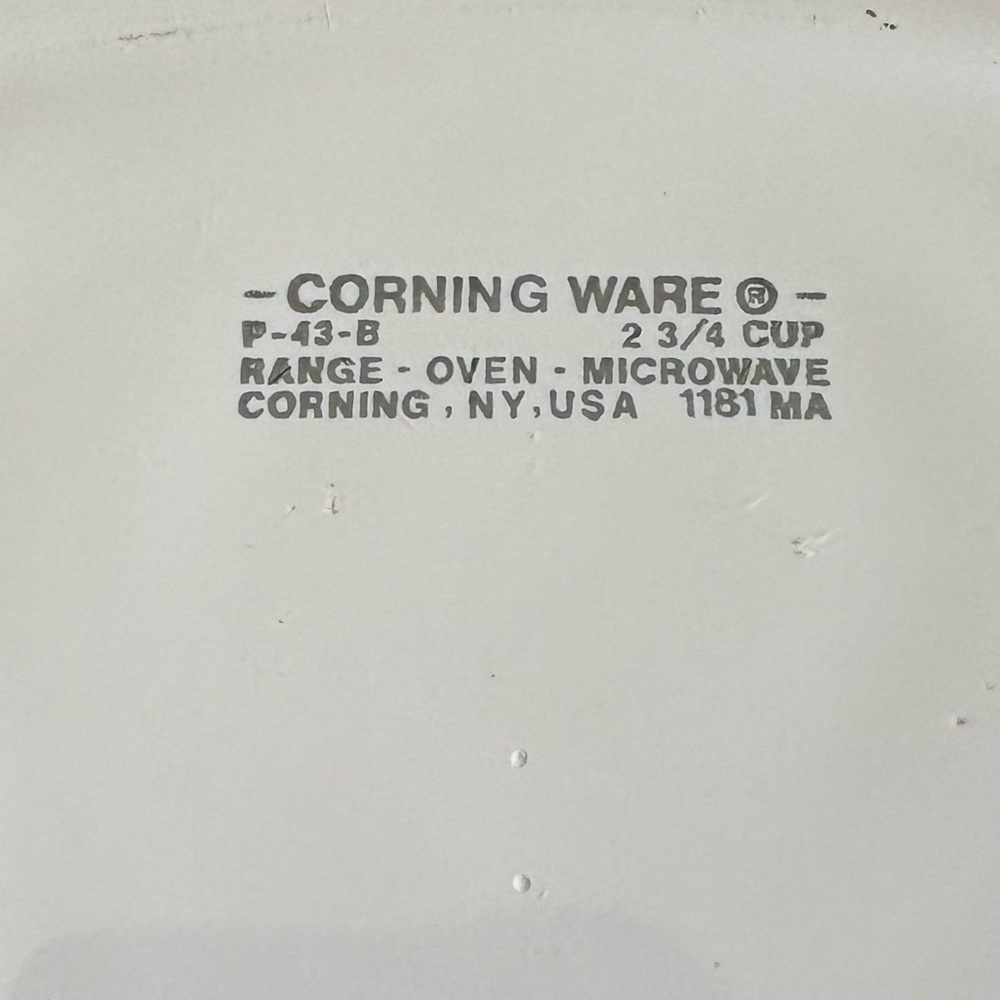 - CORNING WARE ® -
P-43-B 2 3/4 CUP
RANGE - OVEN - MICROWAVE
CORNING, NY, USA 1181 MA